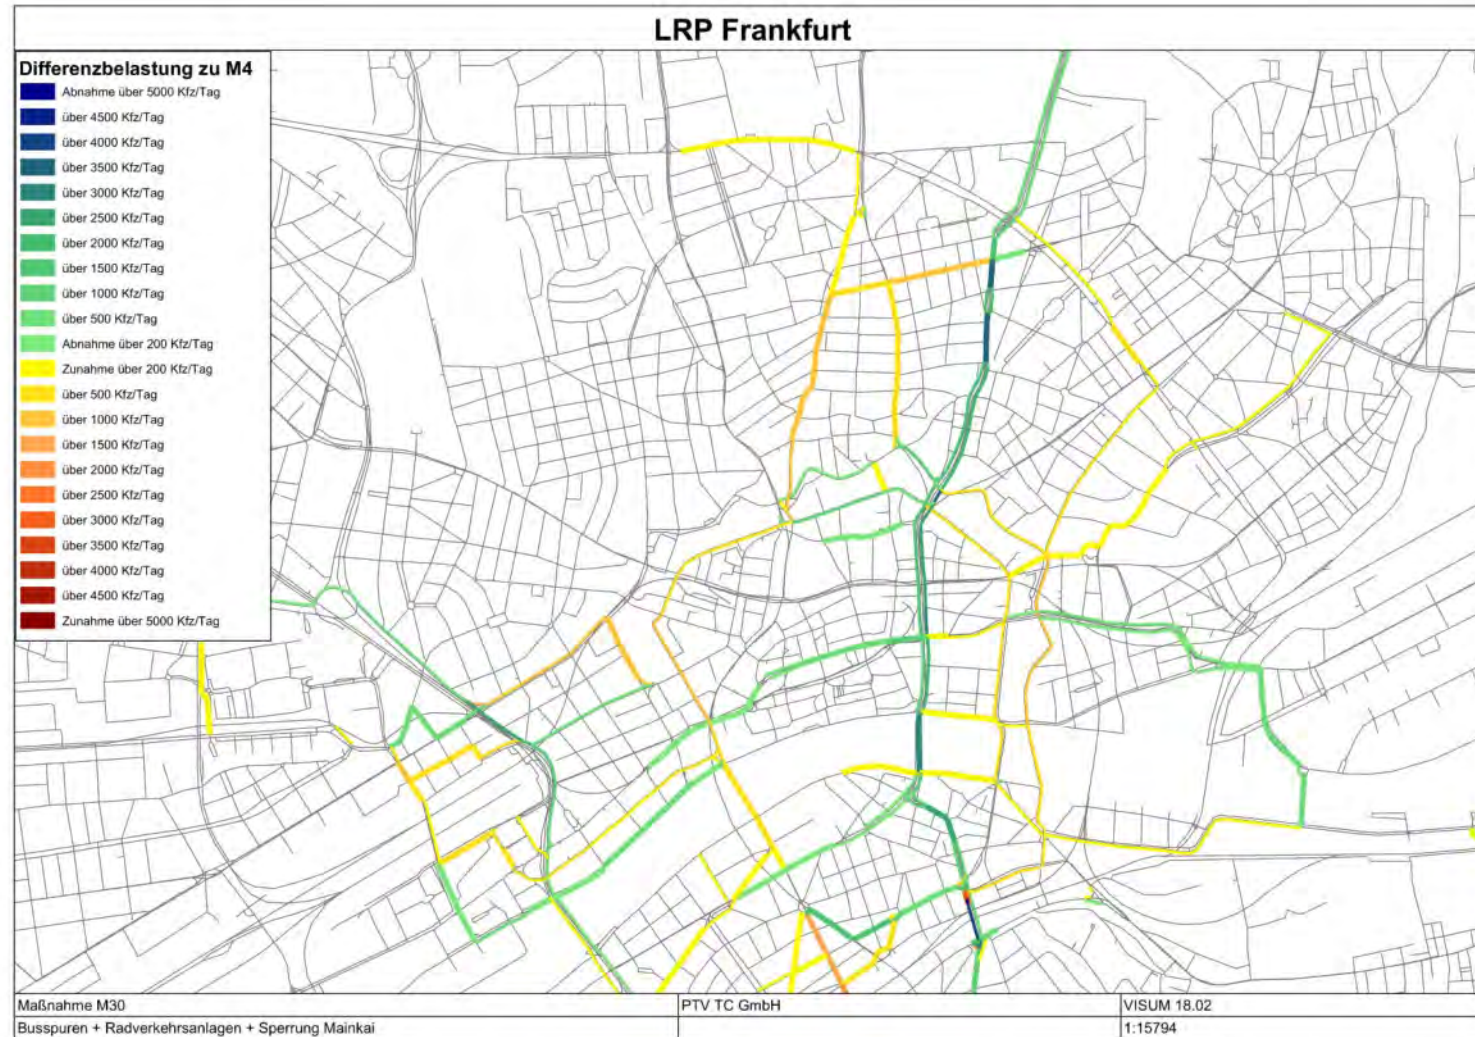 LRP Frankfurt
Differenzbelastung zu M4
Abnahme über 5000 Kfz/Tag
über 4500 Kfz/Tag
über 4000 Kfz/Tag
über 3500 Kfz/Tag
über 3000 Kfz/Tag
über 2500 Kfz/Tag
über 2000 Kfz/Tag
über 1500 Kfz/Tag
über 1000 Kfz/Tag
über 500 Kfz/Tag
Abnahme über 200 Kfz/Tag
Zunahme über 200 Kfz/Tag
über 500 Kfz/Tag
über 1000 Kfz/Tag
über 1500 Kfz/Tag
über 2000 Kfz/Tag
über 2500 Kfz/Tag
über 3000 Kfz/Tag
über 3500 Kfz/Tag
über 4000 Kfz/Tag
über 4500 Kfz/Tag
Zunahme über 5000 Kfz/Tag
Maßnahme M30
PTV TC GmbH
VISUM 18.02
Busspuren + Radverkehrsanlagen + Sperrung Mainkai
1:15794